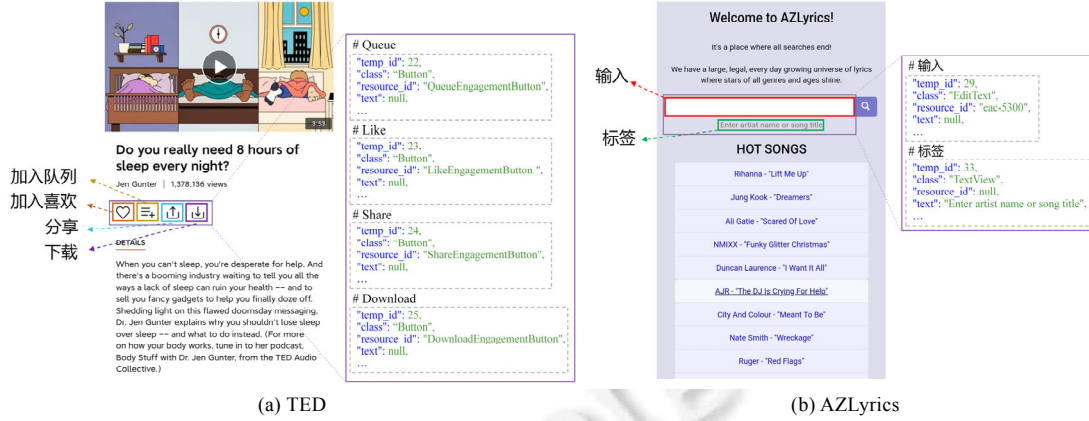 3:53
Do you really need 8 hours of
sleep every night?
Jen Gunter | 1,378,136 views
加入队列
加入喜欢
分享
下载
DETAILS
When you can't sleep, you're desperate for help. And
there's a booming industry waiting to tell you all the
ways a lack of sleep can ruin your health -- and to
sell you fancy gadgets to help you finally doze off.
Shedding light on this flawed doomsday messaging,
Dr. Jen Gunter explains why you shouldn't lose sleep
over sleep -- and what to do instead. (For more
on how your body works, tune in to her podcast,
Body Stuff with Dr. Jen Gunter, from the TED Audio
Collective.)
# Queue
"temp_id": 22,
"class": "Button",
"resource_id": "QueueEngagementButton",
"text": null,
…
# Like
"temp_id": 23,
"class": "Button",
"resource_id": "LikeEngagementButton ",
"text": null,
…
# Share
"temp_id": 24,
"class": "Button",
"resource_id": "ShareEngagementButton",
"text": null,
…
# Download
"temp_id": 25,
"class": "Button",
"resource_id": "DownloadEngagementButton",
"text": null,
…
(a) TED
Welcome to AZLyrics!
It's a place where all searches end!
We have a large, legal, every day growing universe of lyrics
where stars of all genres and ages shine.
输入
标签
Enter artist name or song title
HOT SONGS
Rihanna - "Lift Me Up"
Jung Kook - "Dreamers"
Ali Gatie - "Scared Of Love"
NMIXX - "Funky Glitter Christmas"
Duncan Laurence - "I Want It All"
AJR - "The DJ Is Crying For Help"
City And Colour - "Meant To Be"
Nate Smith - "Wreckage"
Ruger - "Red Flags"
# 输入
"temp_id": 29,
"class": "EditText",
"resource_id": "eac-5300",
"text": null,
…
# 标签
"temp_id": 33,
"class": "TextView",
"resource_id": null,
"text": "Enter artist name or song title",
…
(b) AZLyrics